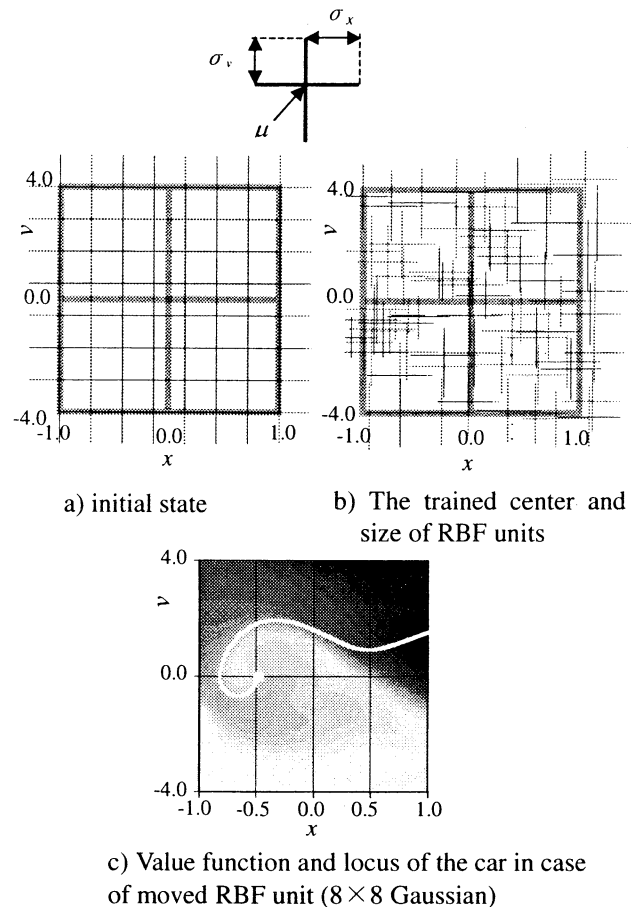 σ x
σ v
μ
4.0 4.0
v v
0.0 0.0
-4.0 -4.0
-1.0 0.0 1.0 -1.0 0.0 1.0
x x
a) initial state
b) The trained center and
size of RBF units
4.0
v
0.0
-4.0
-1.0 -0.5 0.0 0.5 1.0
x
c) Value function and locus of the car in case
of moved RBF unit (8×8 Gaussian)